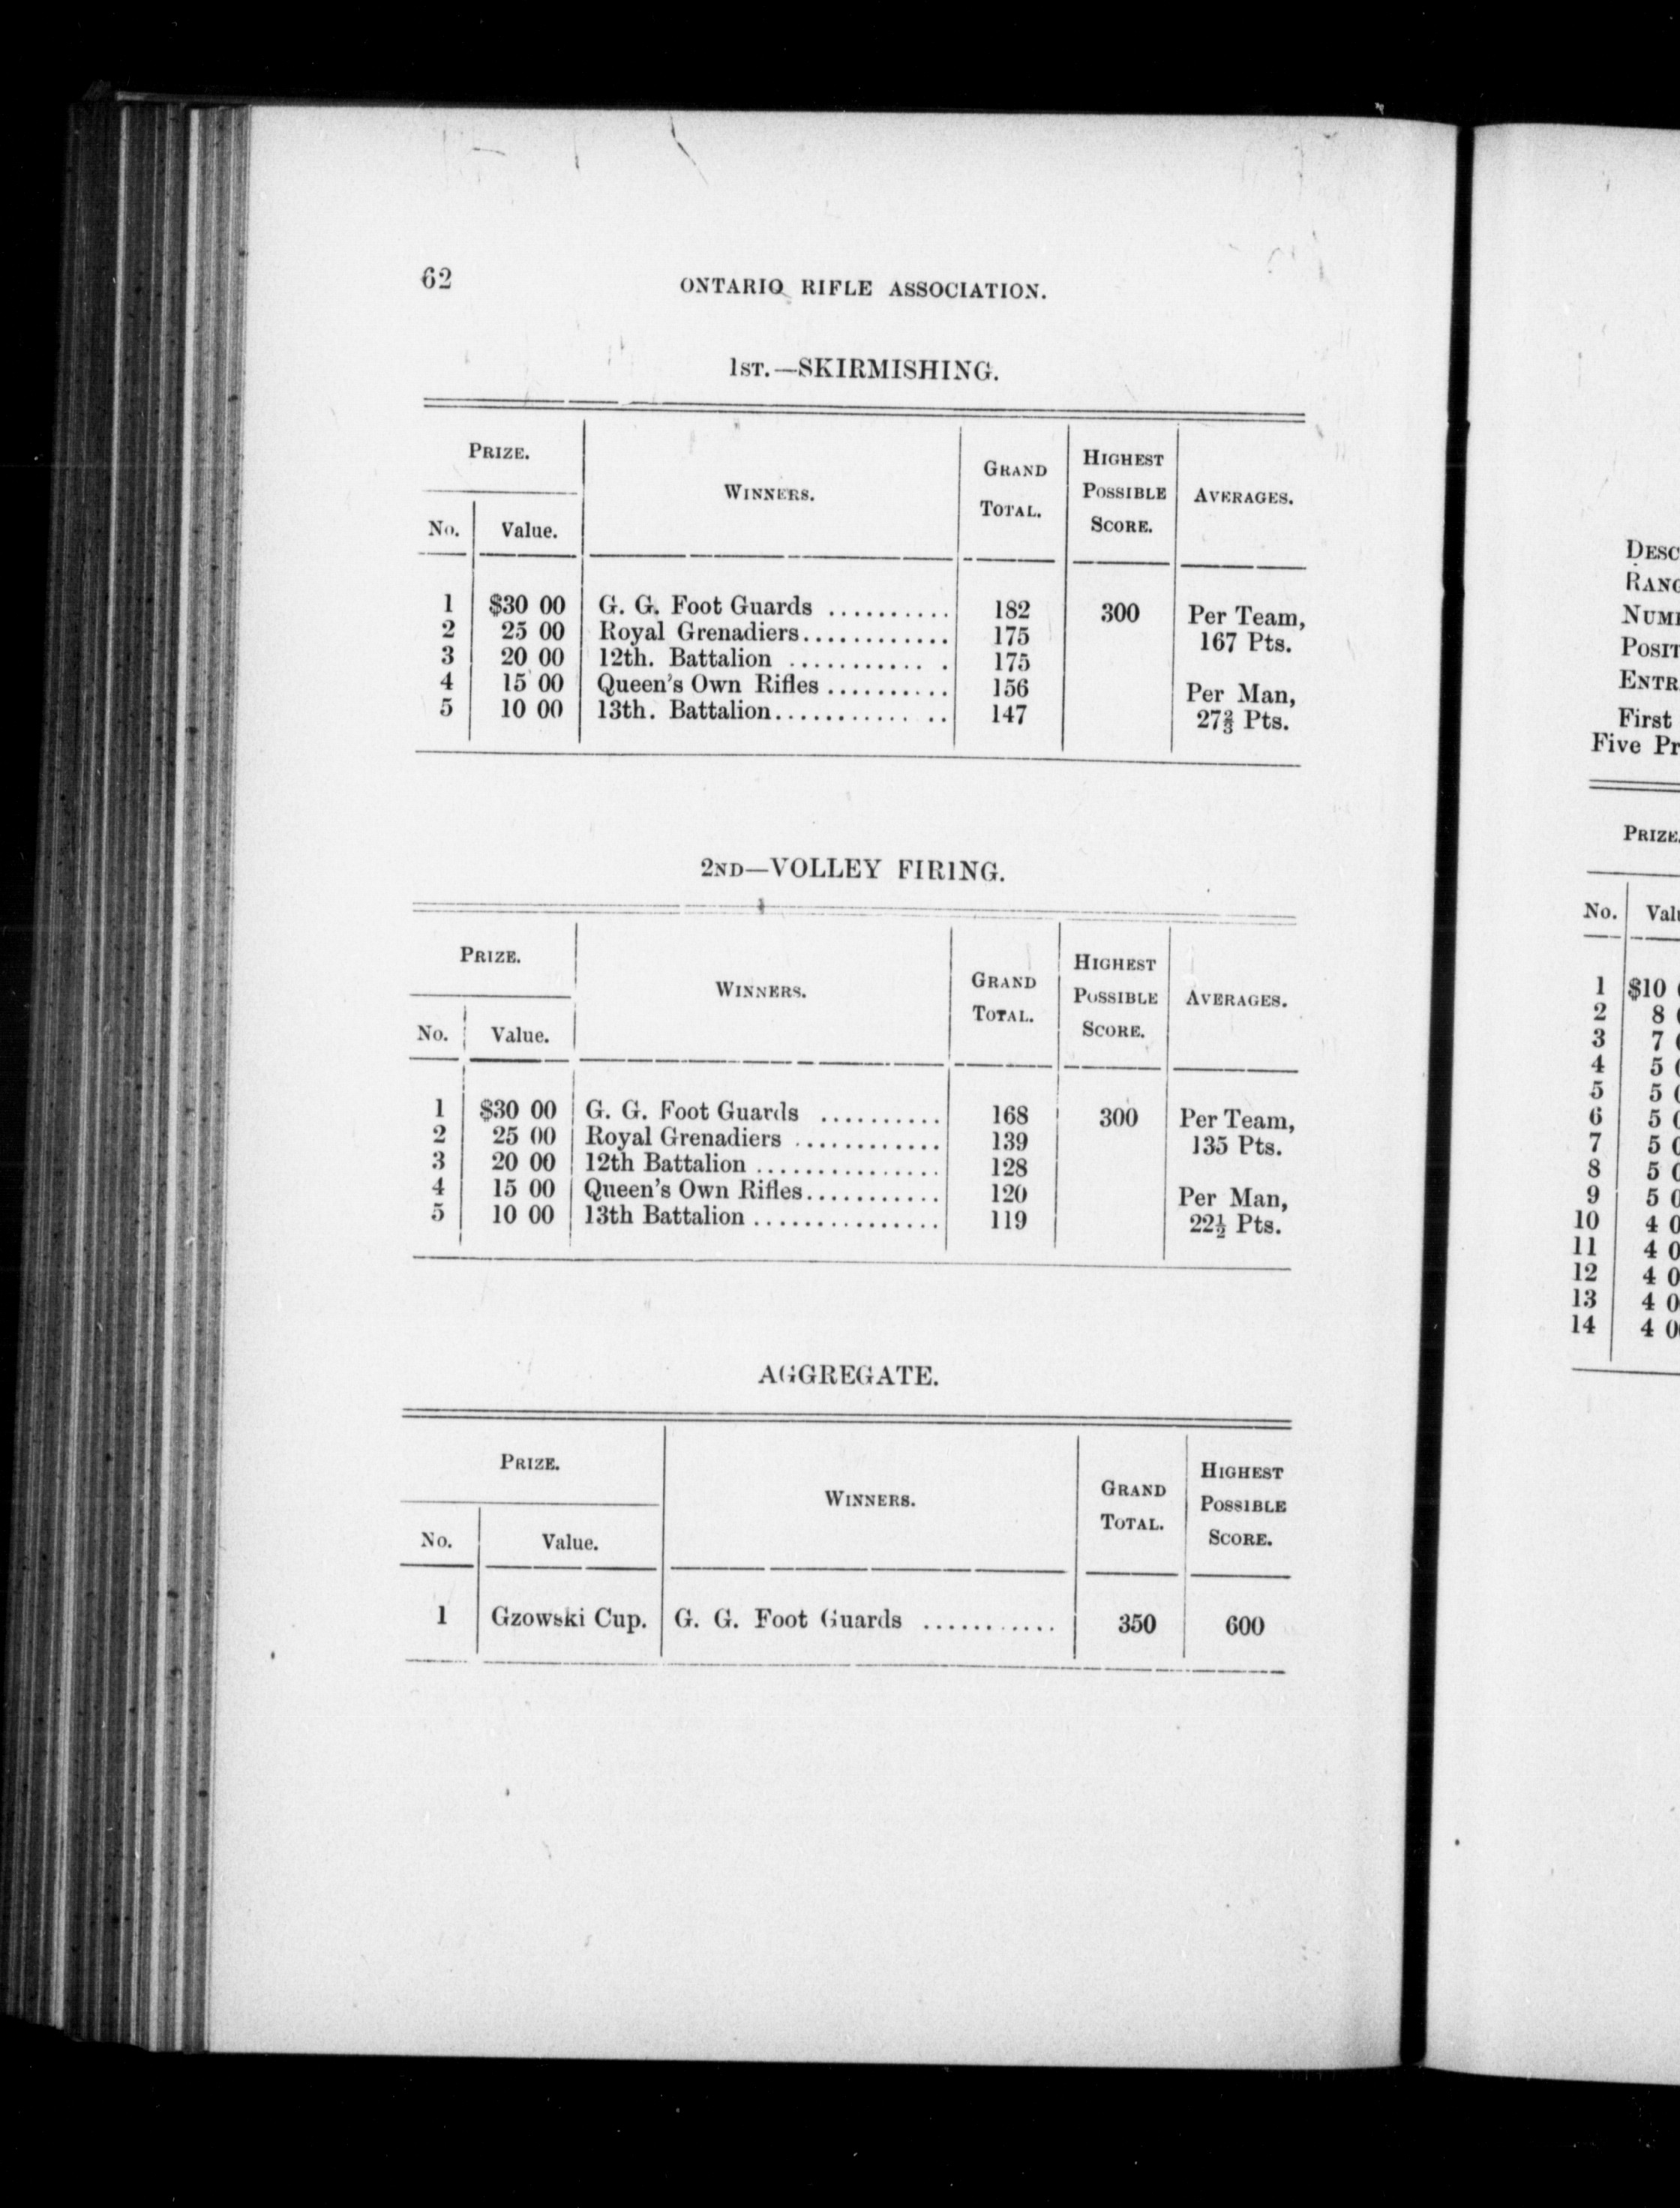 62
ONTARIO RIFLE ASSOCIATION.
1ST.—SKIRMISHING.
PRIZE. WINNERS. GRAND TOTAL. HIGHEST POSSIBLE SCORE. AVERAGES.
No. Value.
1 $30 00 G. G. Foot Guards .......... 182 300 Per Team,
2 25 00 Royal Grenadiers............ 175 167 Pts.
3 20 00 12th. Battalion ........... . 175
4 15 00 Queen's Own Rifles .......... 156 Per Man,
5 10 00 13th. Battalion............ .. 147 27⅔ Pts.
2ND—VOLLEY FIRING.
PRIZE. WINNERS. GRAND TOTAL. HIGHEST POSSIBLE SCORE. AVERAGES.
No. Value.
1 $30 00 G. G. Foot Guards .......... 168 300 Per Team,
2 25 00 Royal Grenadiers ............ 139 135 Pts.
3 20 00 12th Battalion ............... 128
4 15 00 Queen's Own Rifles........... 120 Per Man,
5 10 00 13th Battalion ............... 119 22½ Pts.
AGGREGATE.
PRIZE. WINNERS. GRAND TOTAL. HIGHEST POSSIBLE SCORE.
No. Value.
1 Gzowski Cup. G. G. Foot Guards ........... 350 600
First
Five
PRIZE.
No.
1 $10
2 8
3 7
4 5
5 5
6 5
7 5
8 5
9 5
10 4
11 4
12 4
13 4
14 4